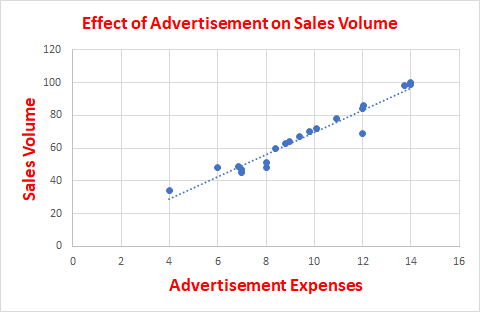 Effect of Advertisement on Sales Volume
120
100
80
60
40
20
0
Sales Volume
0 2 4 6 8 10 12 14 16
Advertisement Expenses